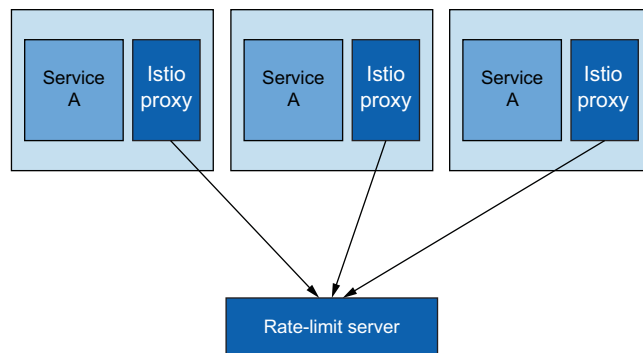 Service
A
Istio
proxy
Service
A
Istio
proxy
Service
A
Istio
proxy
Rate-limit server